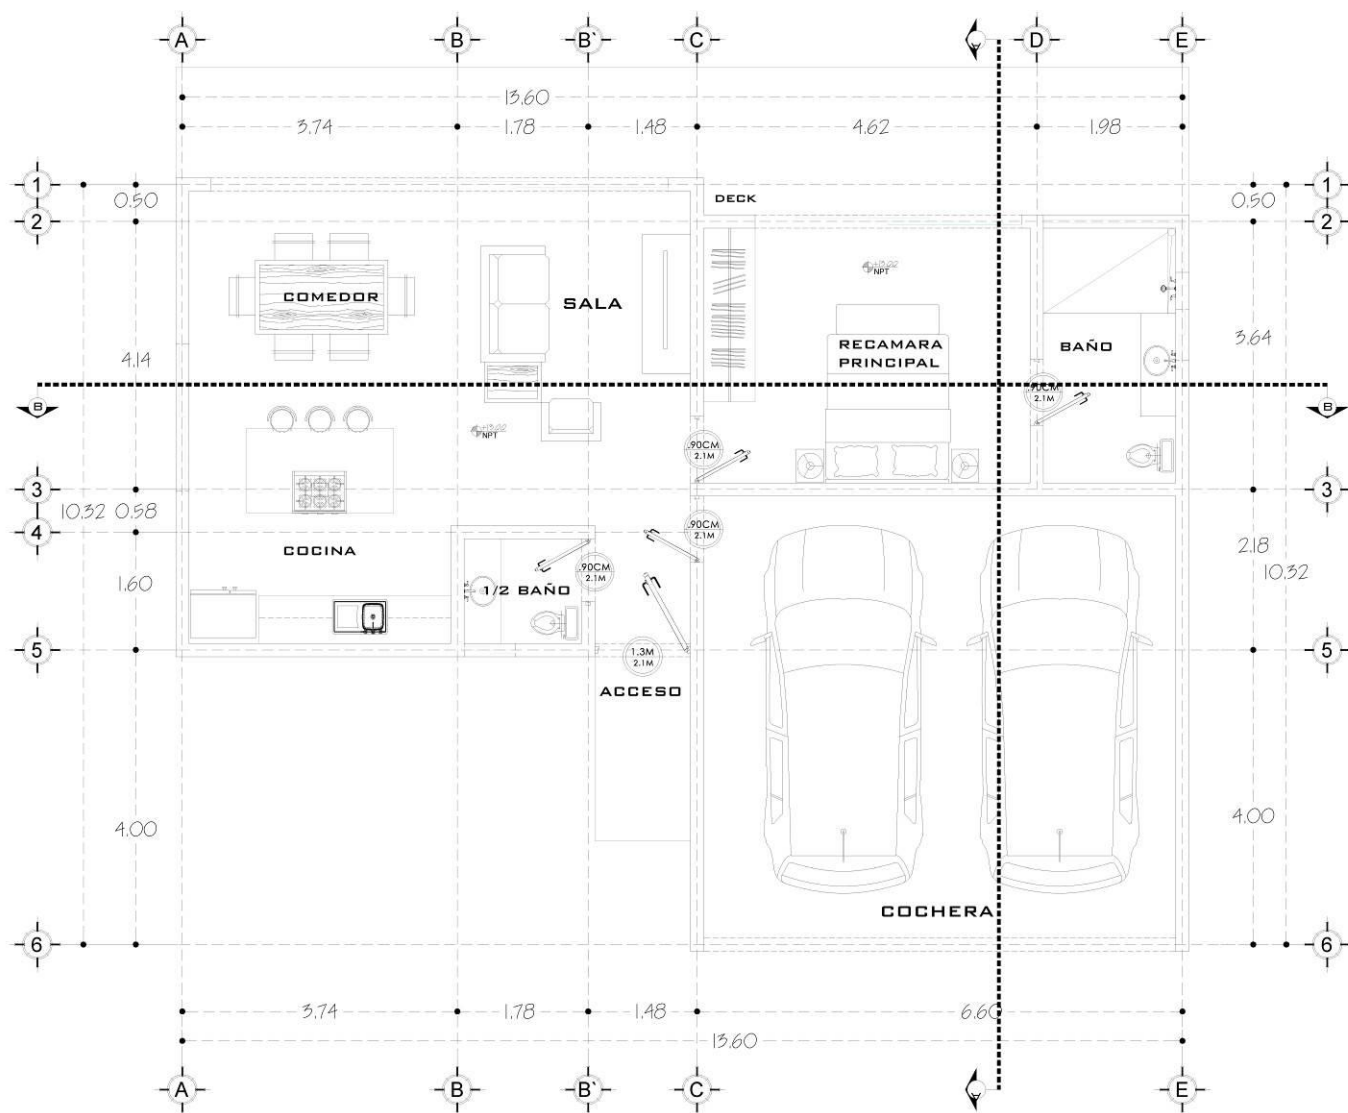 A B B` C A D E
13.60
3.74 1.78 1.48 4.62 1.98
1 1
0.50 DECK 0.50
2 2
NPT
COMEDOR SALA
RECAMARA
PRINCIPAL
BAÑO
4.14 3.64
.90CM
2.1M
B B
NPT
.90CM
2.1M
3 3
10.32 0.58
.90CM
2.1M
4
COCINA
2.18
10.32
1.60
.90CM
2.1M
1/2 BAÑO
5 5
1.3M
2.1M
ACCESO
4.00 4.00
COCHERA
6 6
3.74 1.78 1.48 6.60
13.60
A B B` C A E